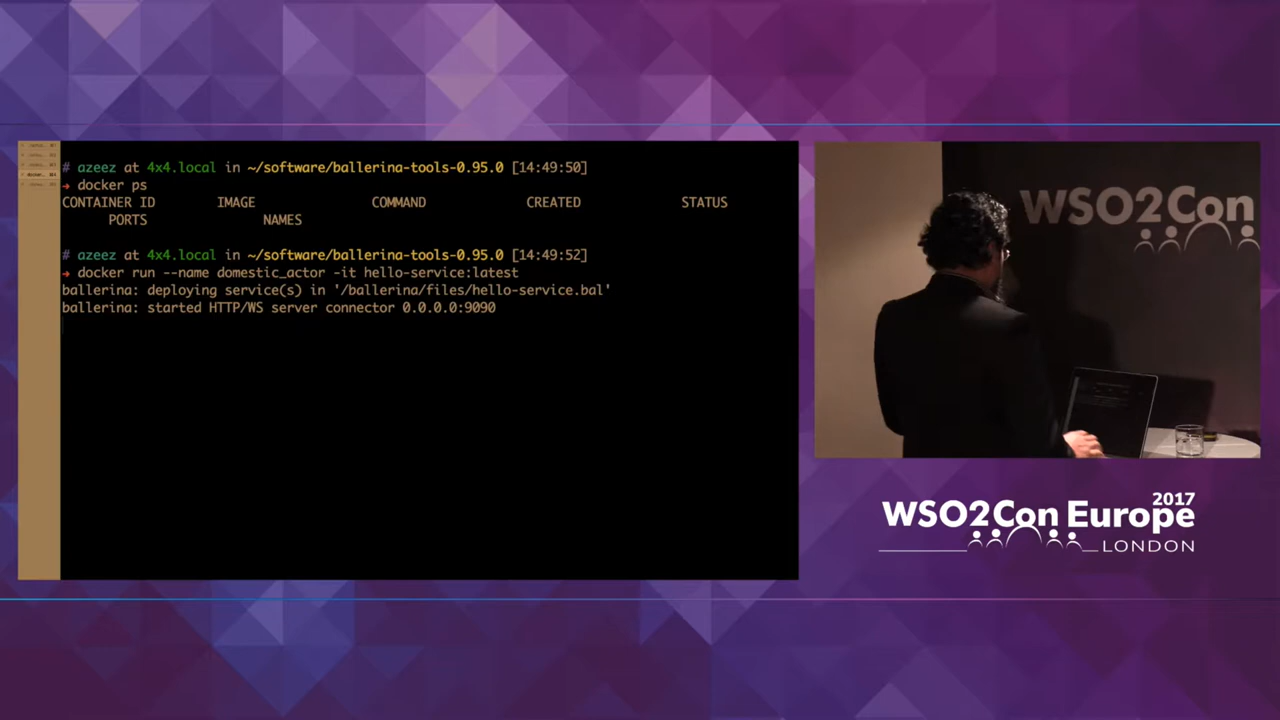 # azeez at 4x4.local in ~/software/ballerina-tools-0.95.0 [14:49:50]
➜ docker ps
CONTAINER ID IMAGE COMMAND CREATED STATUS
PORTS NAMES
# azeez at 4x4.local in ~/software/ballerina-tools-0.95.0 [14:49:52]
➜ docker run --name domestic_actor -it hello-service:latest
ballerina: deploying service(s) in '/ballerina/files/hello-service.bal'
ballerina: started HTTP/WS server connector 0.0.0.0:9090
WSO2Con
2017
WSO2Con Europe
LONDON